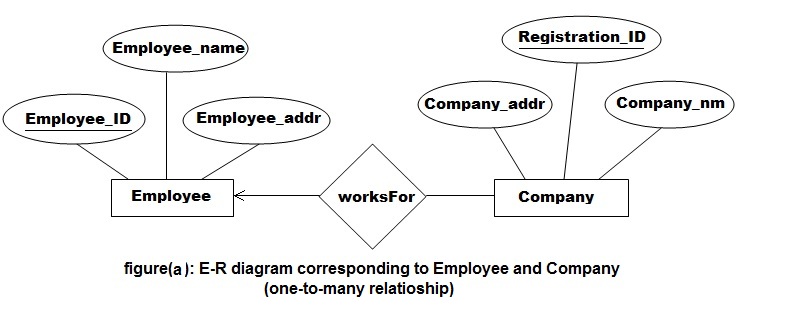 Employee_name
Employee_ID
Employee_addr
Registration_ID
Company_addr
Company_nm
Employee
worksFor
Company
figure(a): E-R diagram corresponding to Employee and Company
(one-to-many relatioship)